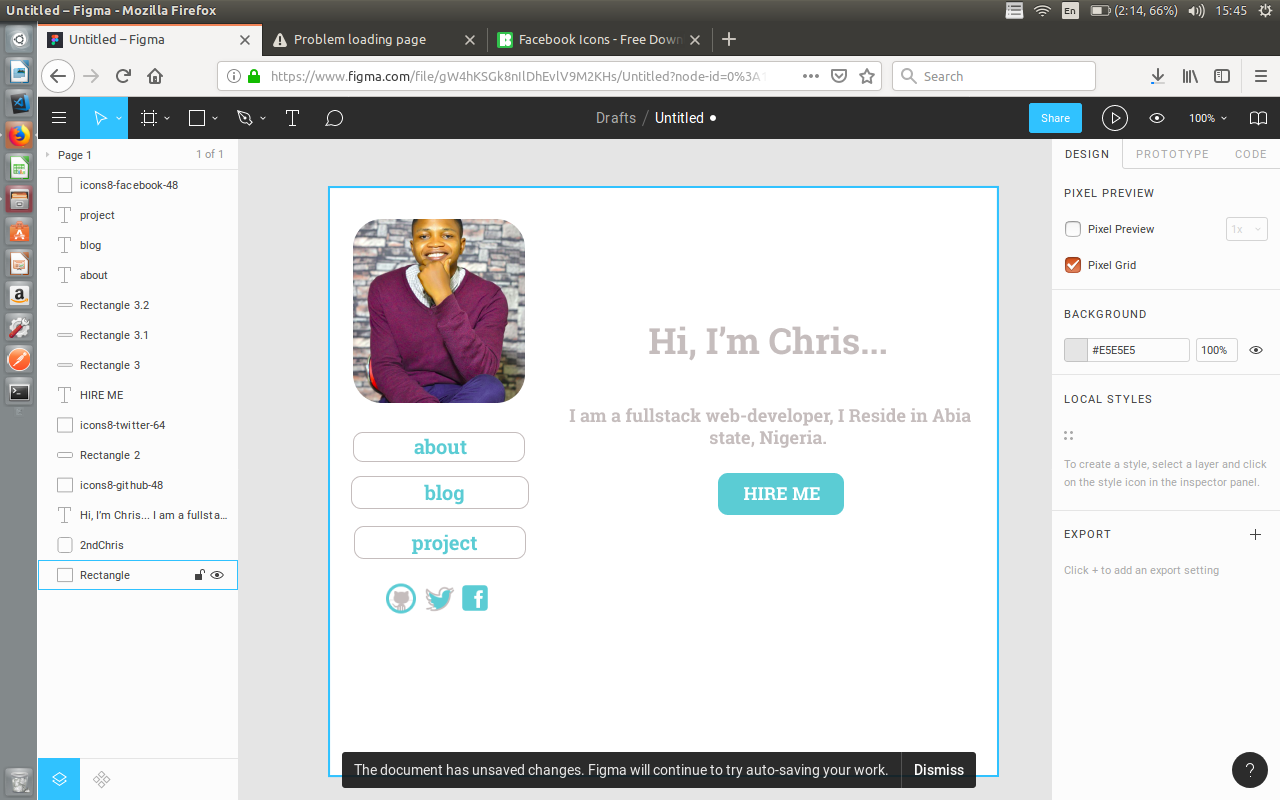 Untitled – Figma - Mozilla Firefox
En
(2:14, 66%)
15:45
Untitled – Figma
Problem loading page
Facebook Icons - Free Down
https://www.figma.com/file/gW4hKSGk8nIlDhEvlV9M2KHs/Untitled?node-id=0%3A1
Search
Drafts / Untitled
Share
100%
Page 1
1 of 1
DESIGN
PROTOTYPE
CODE
icons8-facebook-48
project
blog
about
Rectangle 3.2
Rectangle 3.1
Rectangle 3
HIRE ME
icons8-twitter-64
Rectangle 2
icons8-github-48
Hi, I'm Chris... I am a fullsta...
2ndChris
Rectangle
Hi, I’m Chris...
I am a fullstack web-developer, I Reside in Abia
state, Nigeria.
HIRE ME
about
blog
project
PIXEL PREVIEW
Pixel Preview
1x
Pixel Grid
BACKGROUND
#E5E5E5
100%
LOCAL STYLES
To create a style, select a layer and click
on the style icon in the inspector panel.
EXPORT
Click + to add an export setting
The document has unsaved changes. Figma will continue to try auto-saving your work.
Dismiss
?